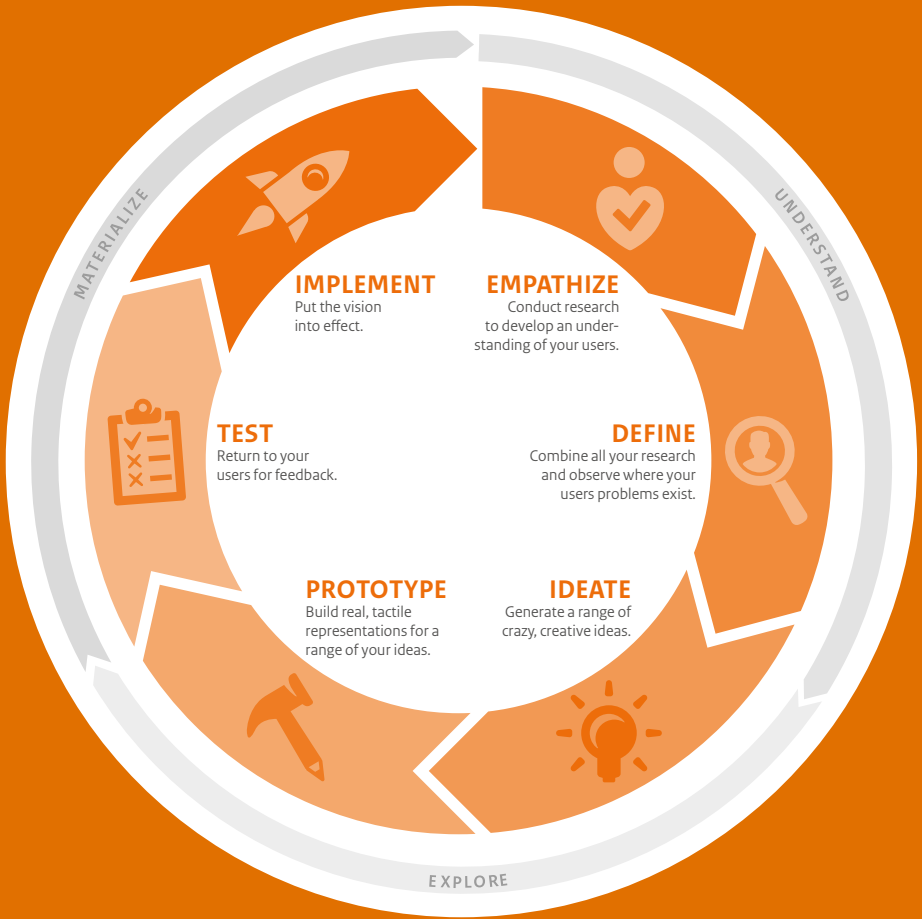 MATERIALIZE
UNDERSTAND
IMPLEMENT
Put the vision
into effect.
EMPATHIZE
Conduct research
to develop an under-
standing of your users.
TEST
Return to your
users for feedback.
DEFINE
Combine all your research
and observe where your
users problems exist.
PROTOTYPE
Build real, tactile
representations for a
range of your ideas.
IDEATE
Generate a range of
crazy, creative ideas.
EXPLORE